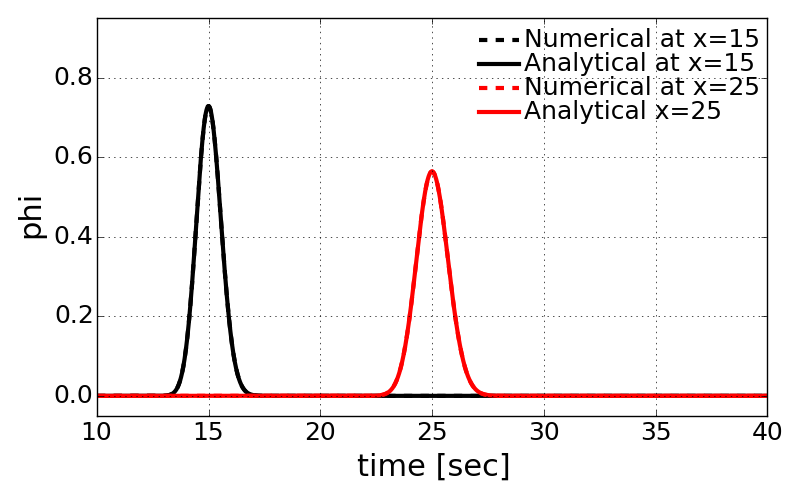 Numerical at x=15
Analytical at x=15
Numerical at x=25
Analytical x=25
phi
0.8
0.6
0.4
0.2
0.0
10 15 20 25 30 35 40
time [sec]